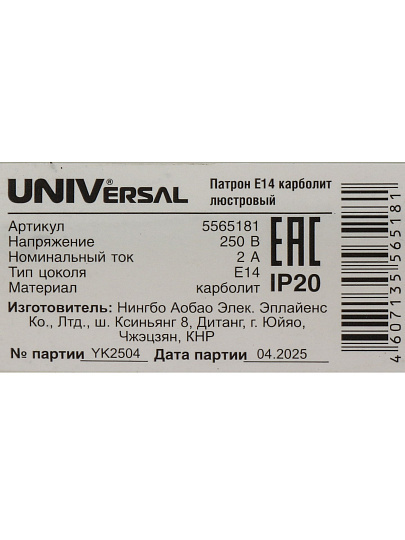 UNIVERSAL®
Патрон Е14 карболит
люстровый
Артикул 5565181
Напряжение 250 В
Номинальный ток 2 А
Тип цоколя Е14
Материал карболит
ЕАС
IP20
Изготовитель: Нингбо Аобао Элек. Эплайенс
Ко., Лтд., ш. Ксиньянг 8, Дитанг, г. Юйяо,
Чжэцзян, КНР
№ партии YK2504 Дата партии 04.2025
4607135565181